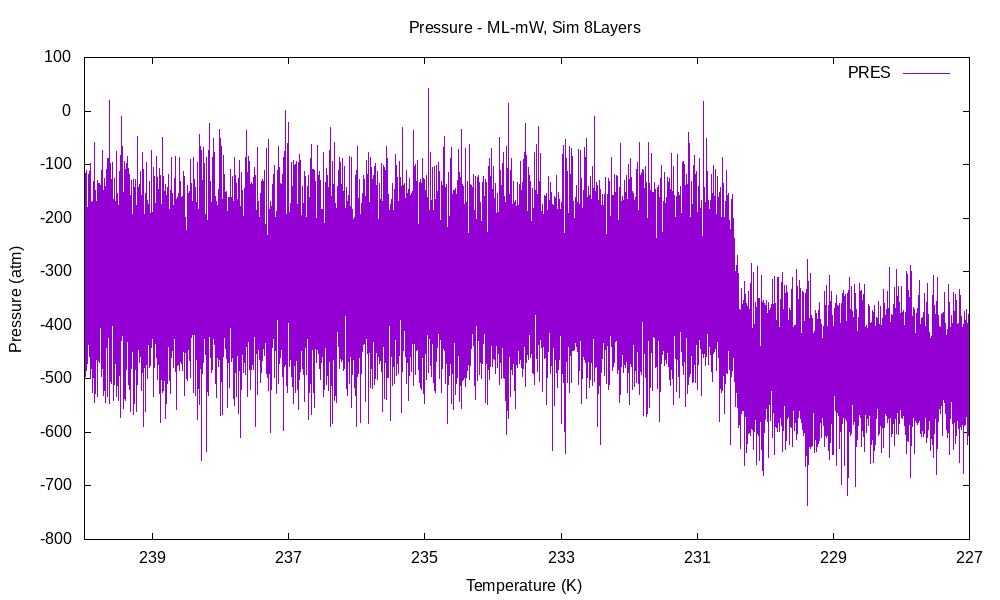 Pressure - ML-mW, Sim 8Layers
PRES
100
0
-100
-200
-300
-400
-500
-600
-700
-800
Pressure (atm)
239 237 235 233 231 229 227
Temperature (K)